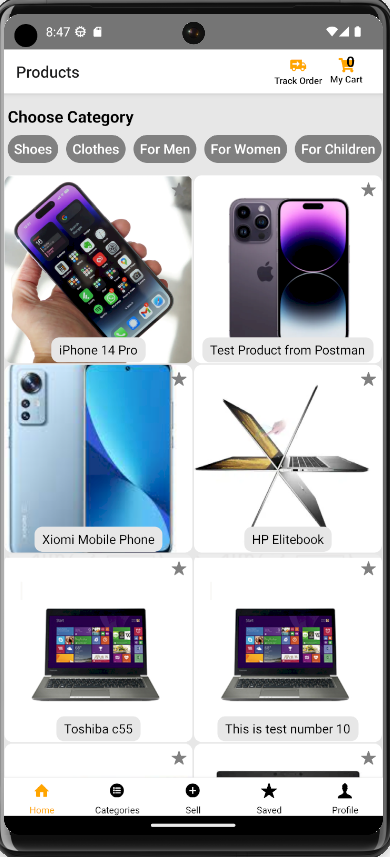 8:47
Products
Track Order
0
My Cart
Choose Category
Shoes
Clothes
For Men
For Women
For Children
iPhone 14 Pro
Test Product from Postman
Xiomi Mobile Phone
HP Elitebook
Toshiba c55
This is test number 10
Home
Categories
Sell
Saved
Profile